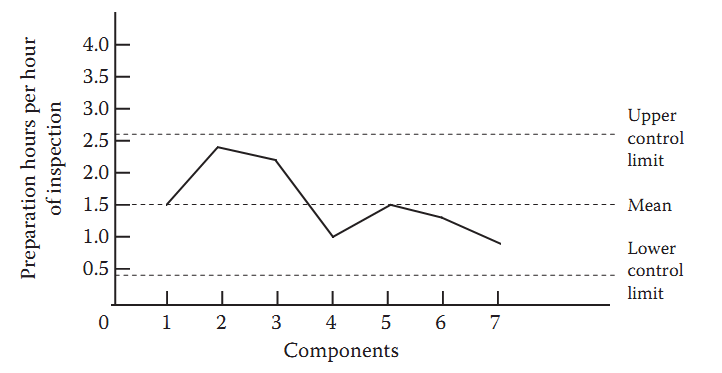 Preparation hours per hour
of inspection
4.0
3.5
3.0
2.5
2.0
1.5
1.0
0.5
Upper
control
limit
Mean
Lower
control
limit
0 1 2 3 4 5 6 7
Components